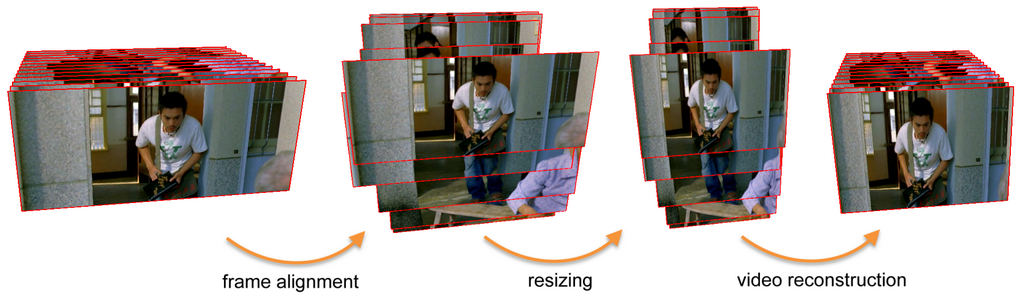 frame alignment
resizing
video reconstruction